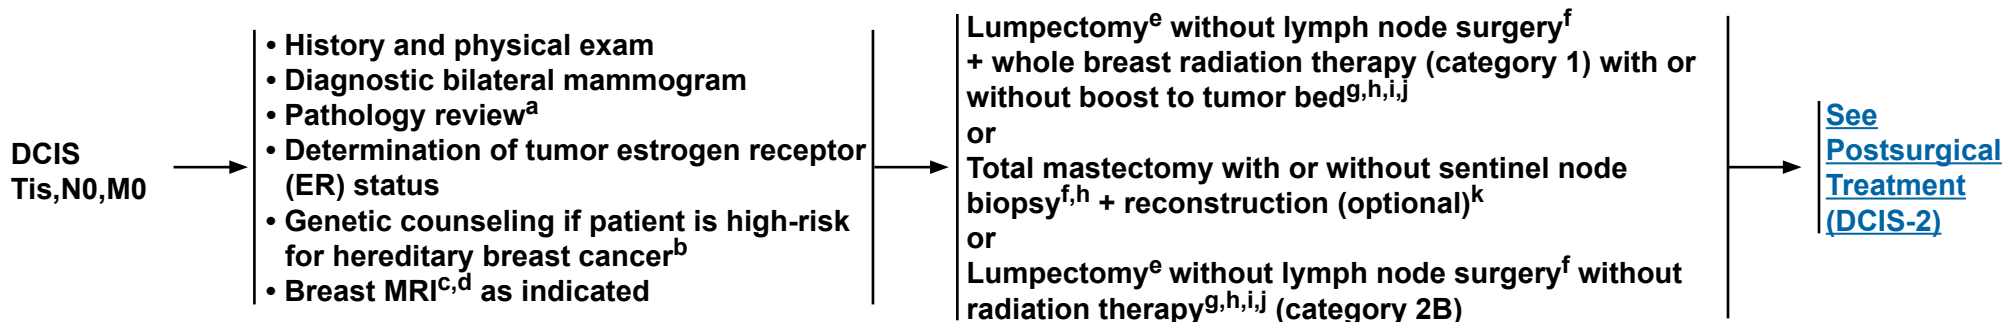 DCIS
Tis,N0,M0
• History and physical exam
• Diagnostic bilateral mammogram
• Pathology reviewa
• Determination of tumor estrogen receptor
(ER) status
• Genetic counseling if patient is high-risk
for hereditary breast cancerb
• Breast MRIc,d as indicated
Lumpectomye without lymph node surgeryf
+ whole breast radiation therapy (category 1) with or
without boost to tumor bedg,h,i,j
or
Total mastectomy with or without sentinel node
biopsyf,h + reconstruction (optional)k
or
Lumpectomye without lymph node surgeryf without
radiation therapyg,h,i,j (category 2B)
See
Postsurgical
Treatment
(DCIS-2)